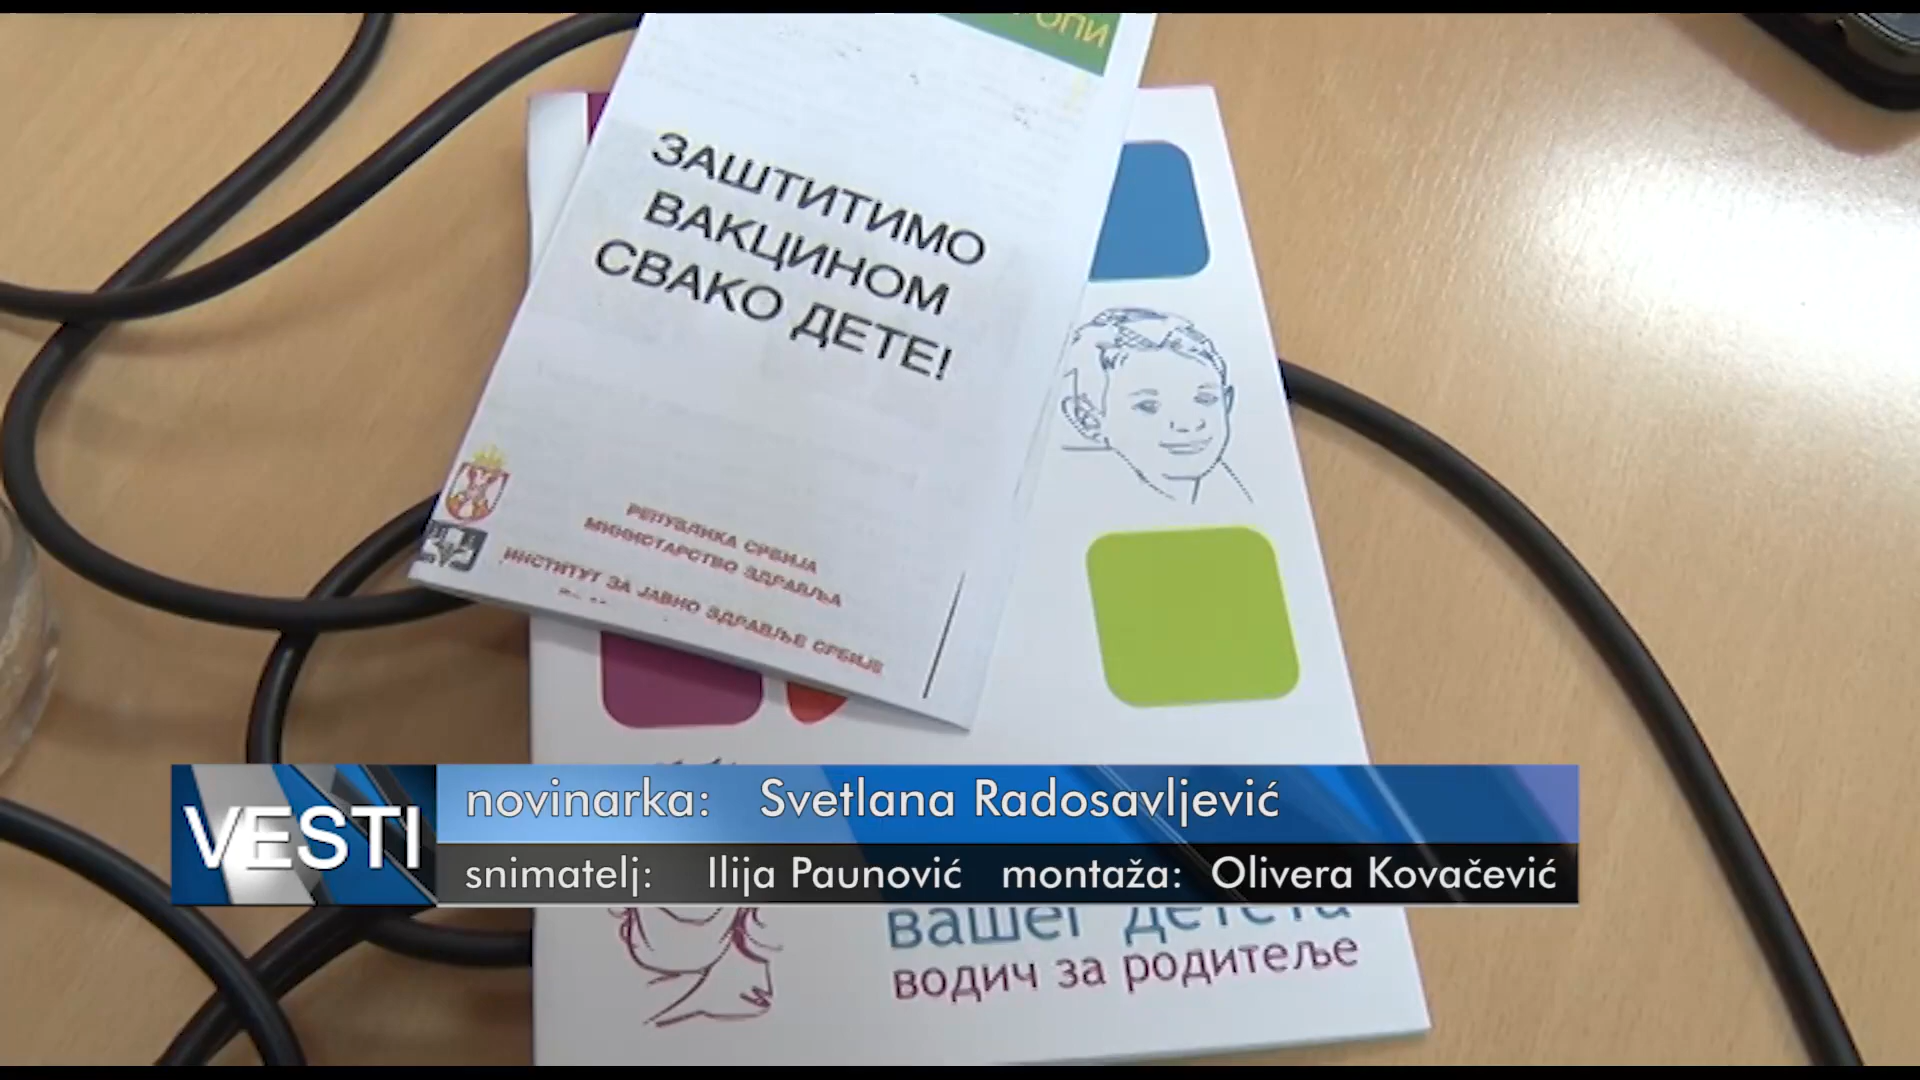 ЗАШТИТИМО
ВАКЦИНОМ
СВАКО ДЕТЕ!
РЕПУБЛИКА СРБИЈА
МИНИСТАРСТВО ЗДРАВЉА
ИНСТИТУТ ЗА ЈАВНО ЗДРАВЉЕ СРБИЈЕ
VESTI
novinarka: Svetlana Radosavljević
snimatelj: Ilija Paunović montaža: Olivera Kovačević
вашег детета
водич за родитеље